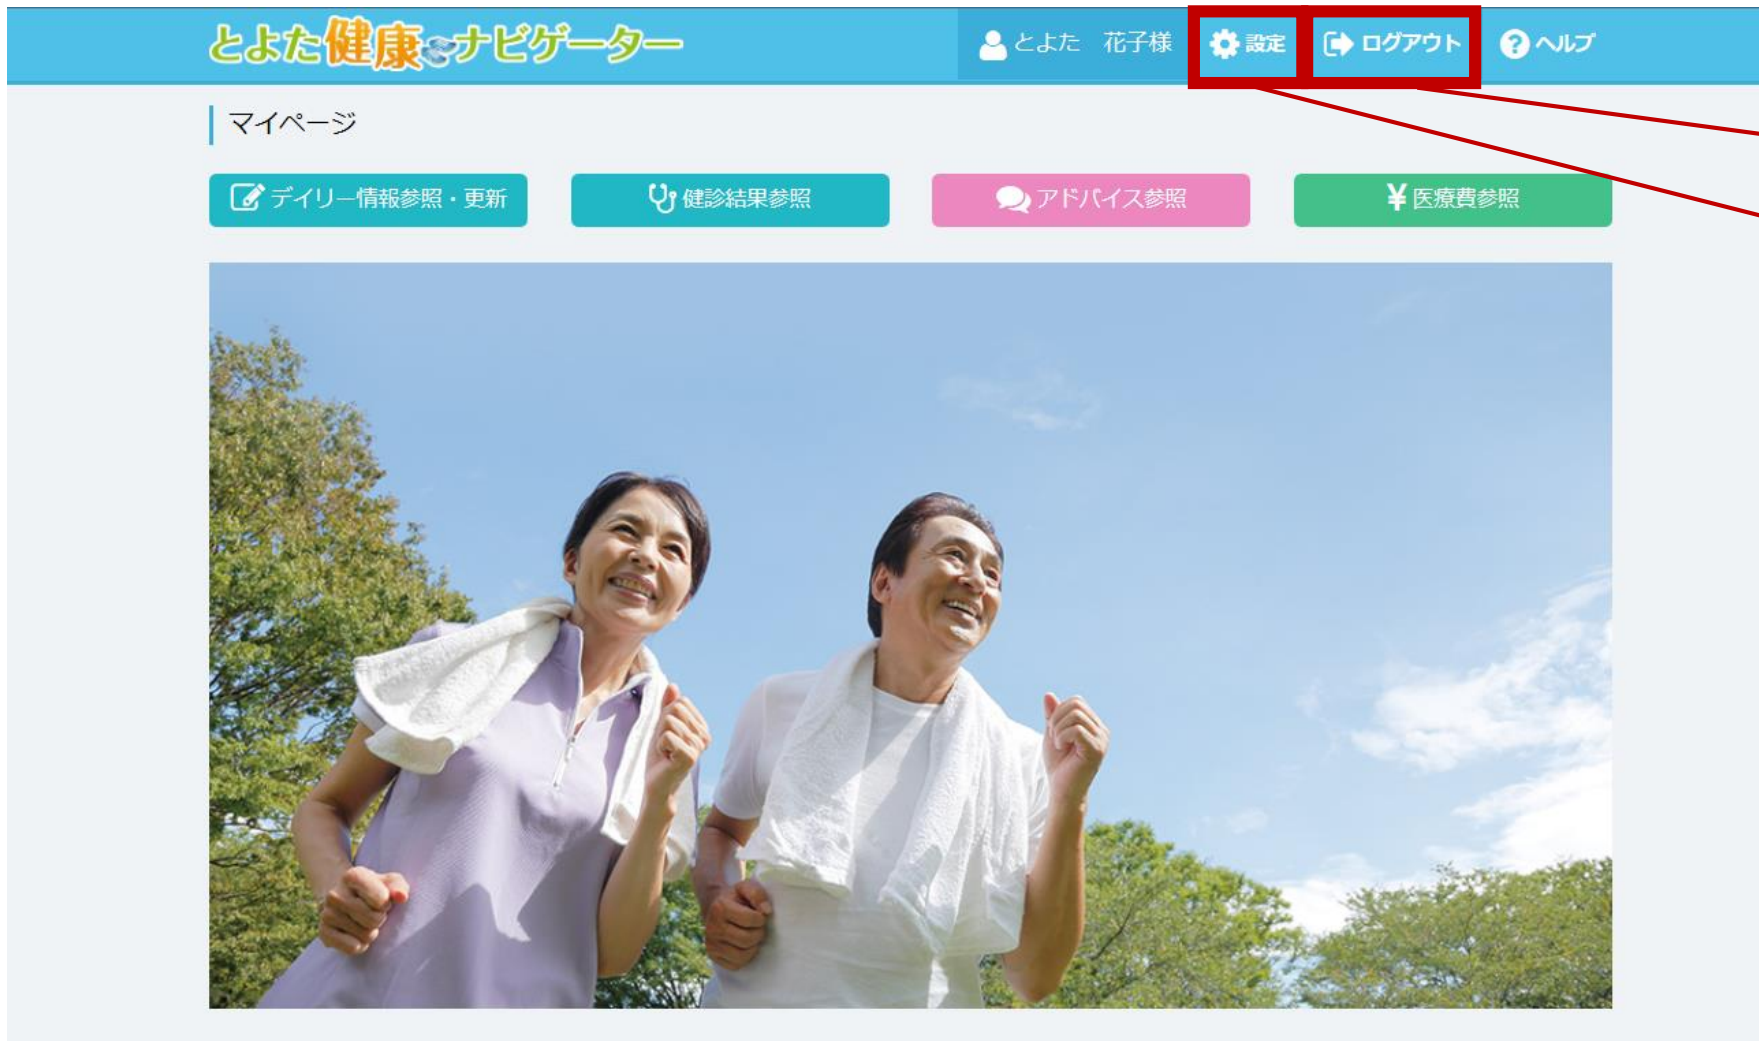 とよた健康ナビゲーター
とよた 花子様 設定 ログアウト ? ヘルプ
マイページ
デイリー情報参照・更新 健診結果参照 アドバイス参照 ¥ 医療費参照